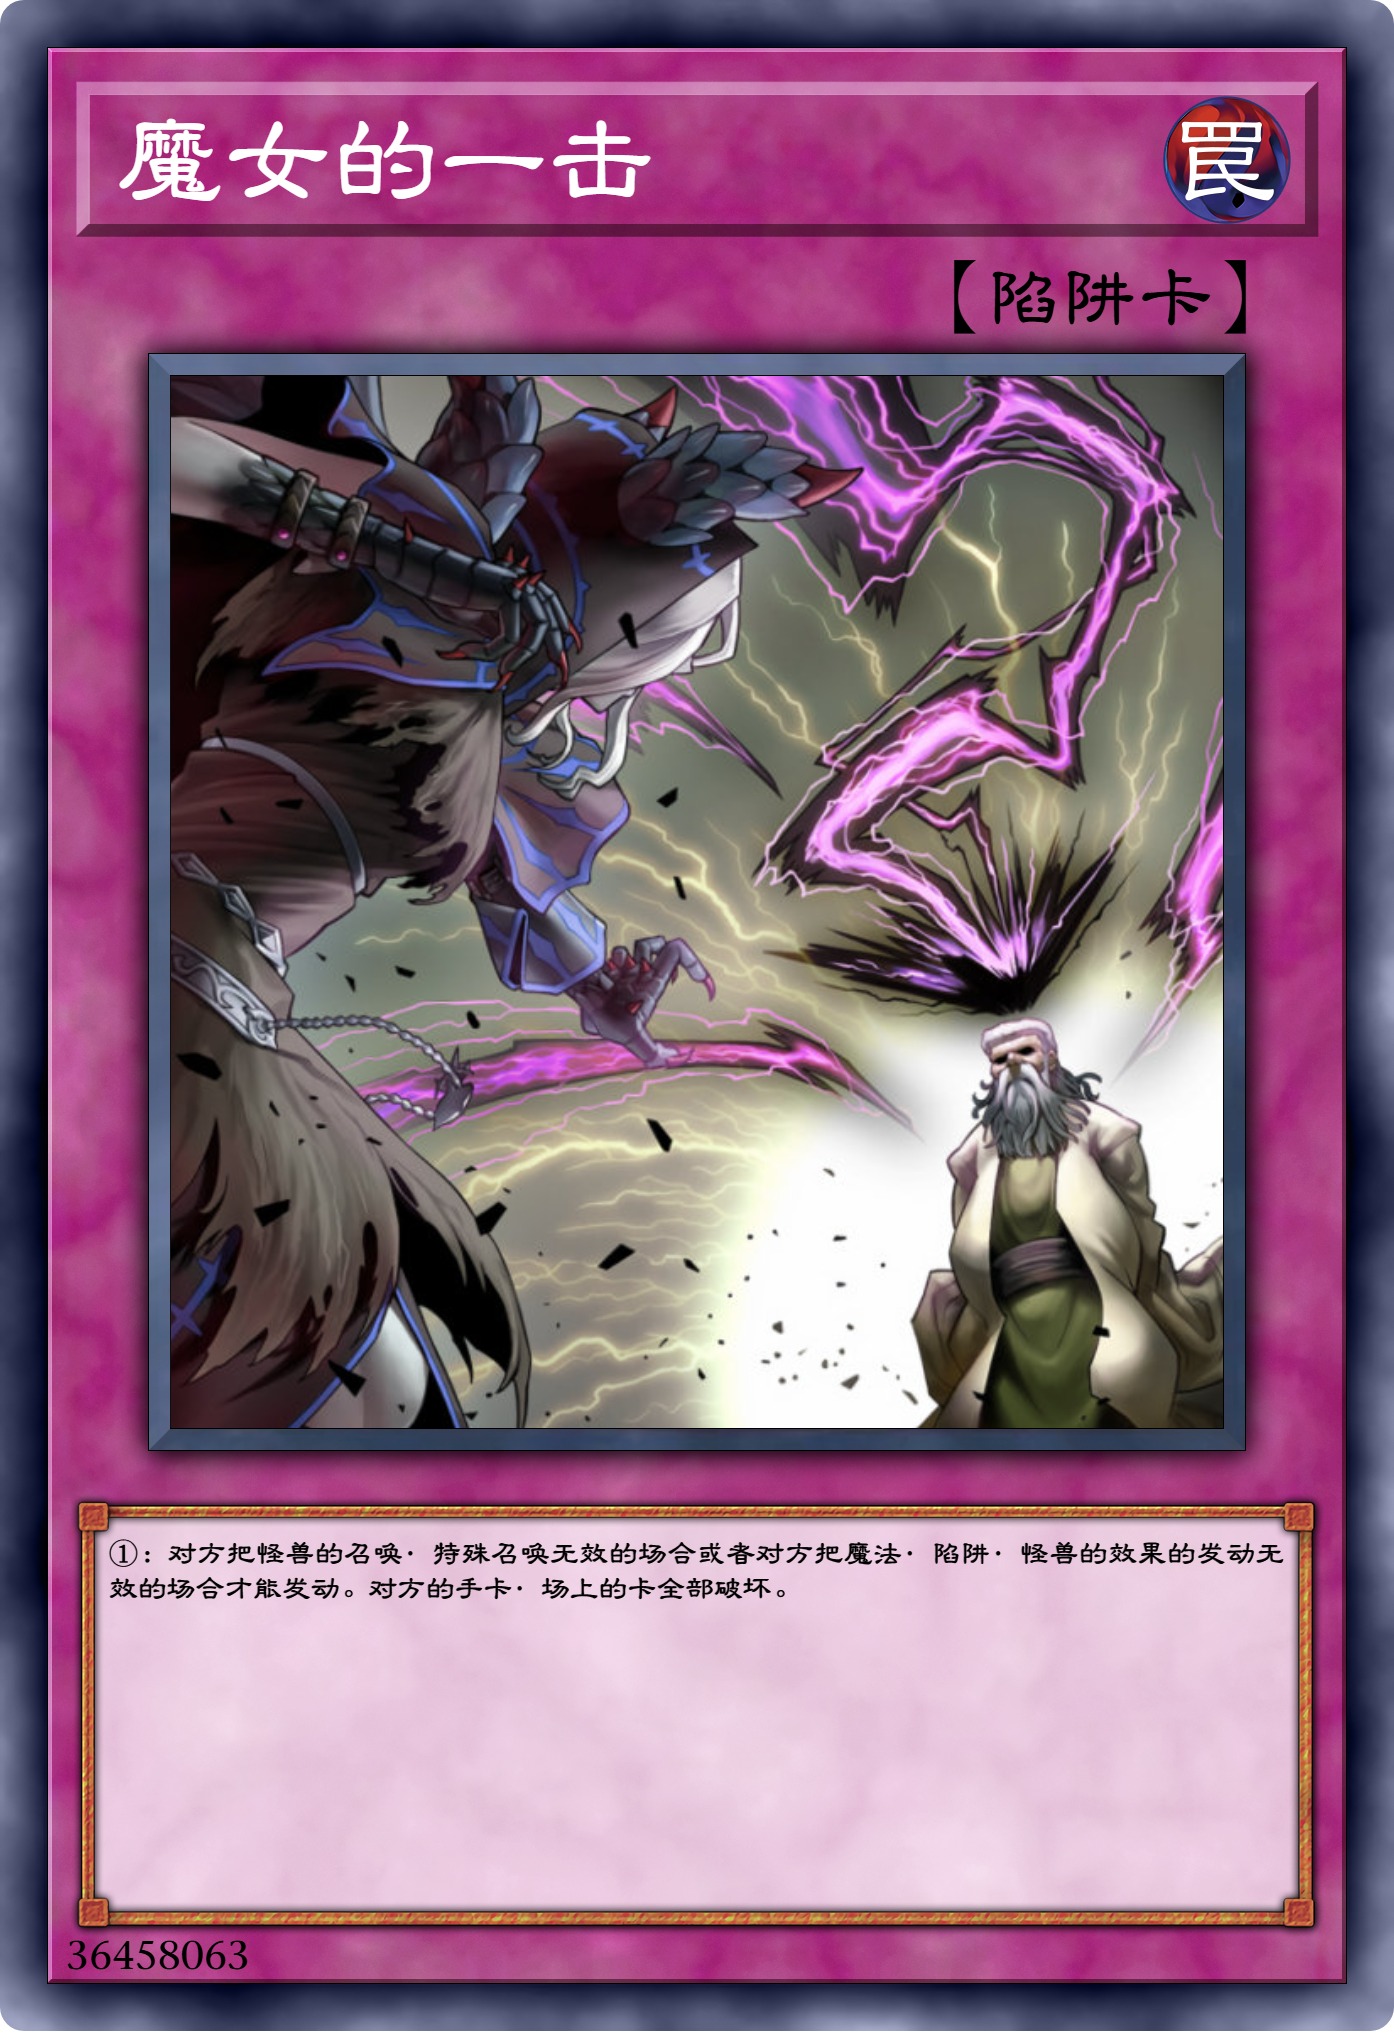 魔女的一击
罠
【陷阱卡】
①：对方把怪兽的召唤·特殊召唤无效的场合或者对方把魔法·陷阱·怪兽的效果的发动无
效的场合才能发动。对方的手卡·场上的卡全部破坏。
36458063